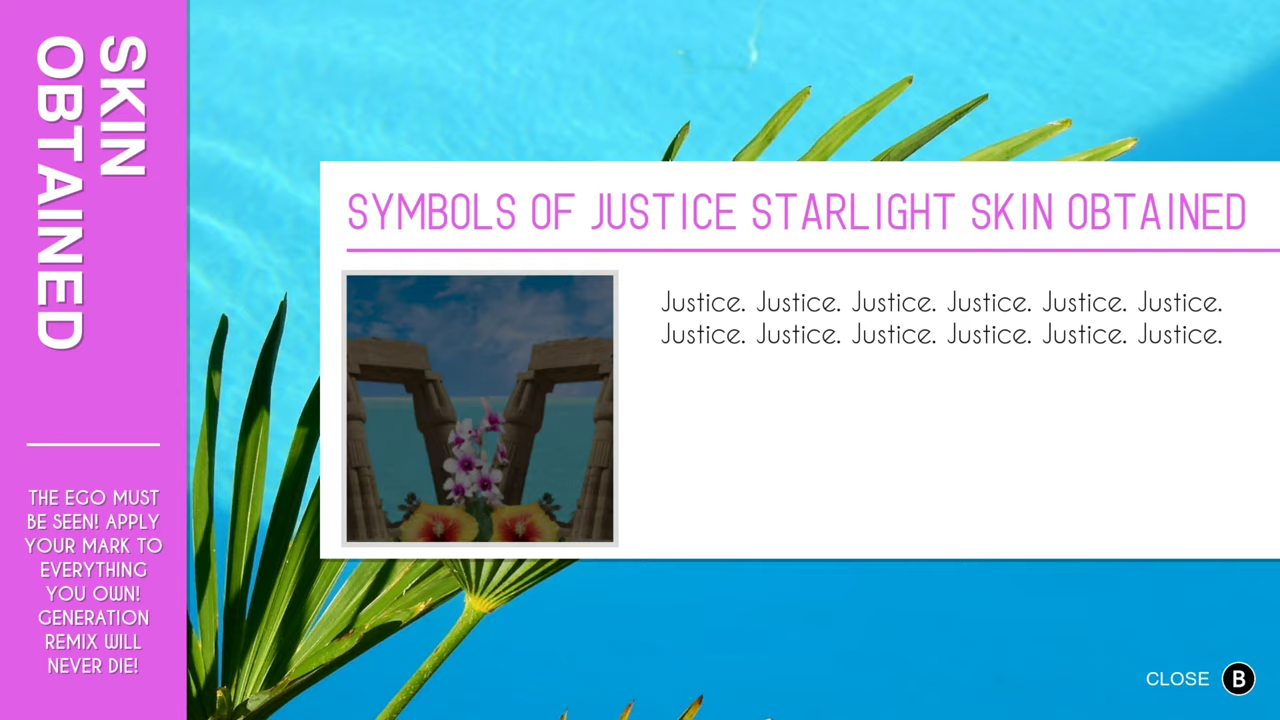 SKIN
OBTAINED
THE EGO MUST
BE SEEN! APPLY
YOUR MARK TO
EVERYTHING
YOU OWN!
GENERATION
REMIX WILL
NEVER DIE!
SYMBOLS OF JUSTICE STARLIGHT SKIN OBTAINED
Justice. Justice. Justice. Justice. Justice. Justice.
Justice. Justice. Justice. Justice. Justice. Justice.
CLOSE B